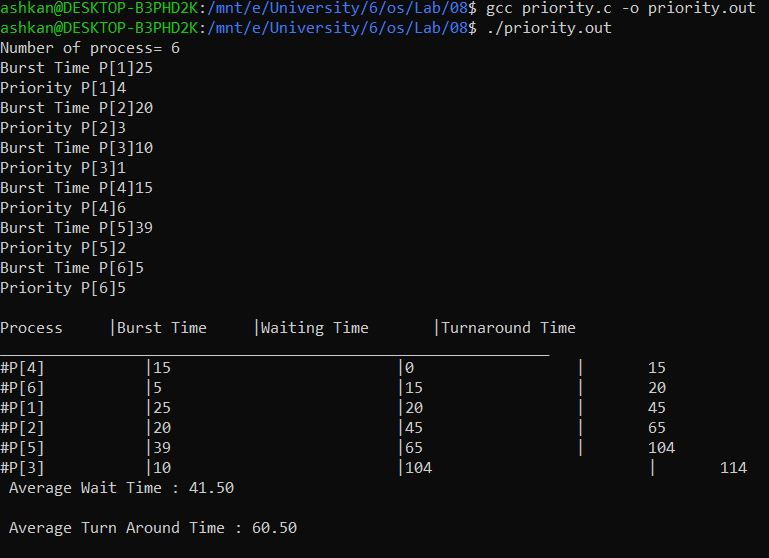 ashkan@DESKTOP-B3PHD2K:/mnt/e/University/6/os/Lab/08$ gcc priority.c -o priority.out
ashkan@DESKTOP-B3PHD2K:/mnt/e/University/6/os/Lab/08$ ./priority.out
Number of process= 6
Burst Time P[1]25
Priority P[1]4
Burst Time P[2]20
Priority P[2]3
Burst Time P[3]10
Priority P[3]1
Burst Time P[4]15
Priority P[4]6
Burst Time P[5]39
Priority P[5]2
Burst Time P[6]5
Priority P[6]5
Process |Burst Time |Waiting Time |Turnaround Time
#P[4] |15 |0 | 15
#P[6] |5 |15 | 20
#P[1] |25 |20 | 45
#P[2] |20 |45 | 65
#P[5] |39 |65 | 104
#P[3] |10 |104 | 114
Average Wait Time : 41.50
Average Turn Around Time : 60.50